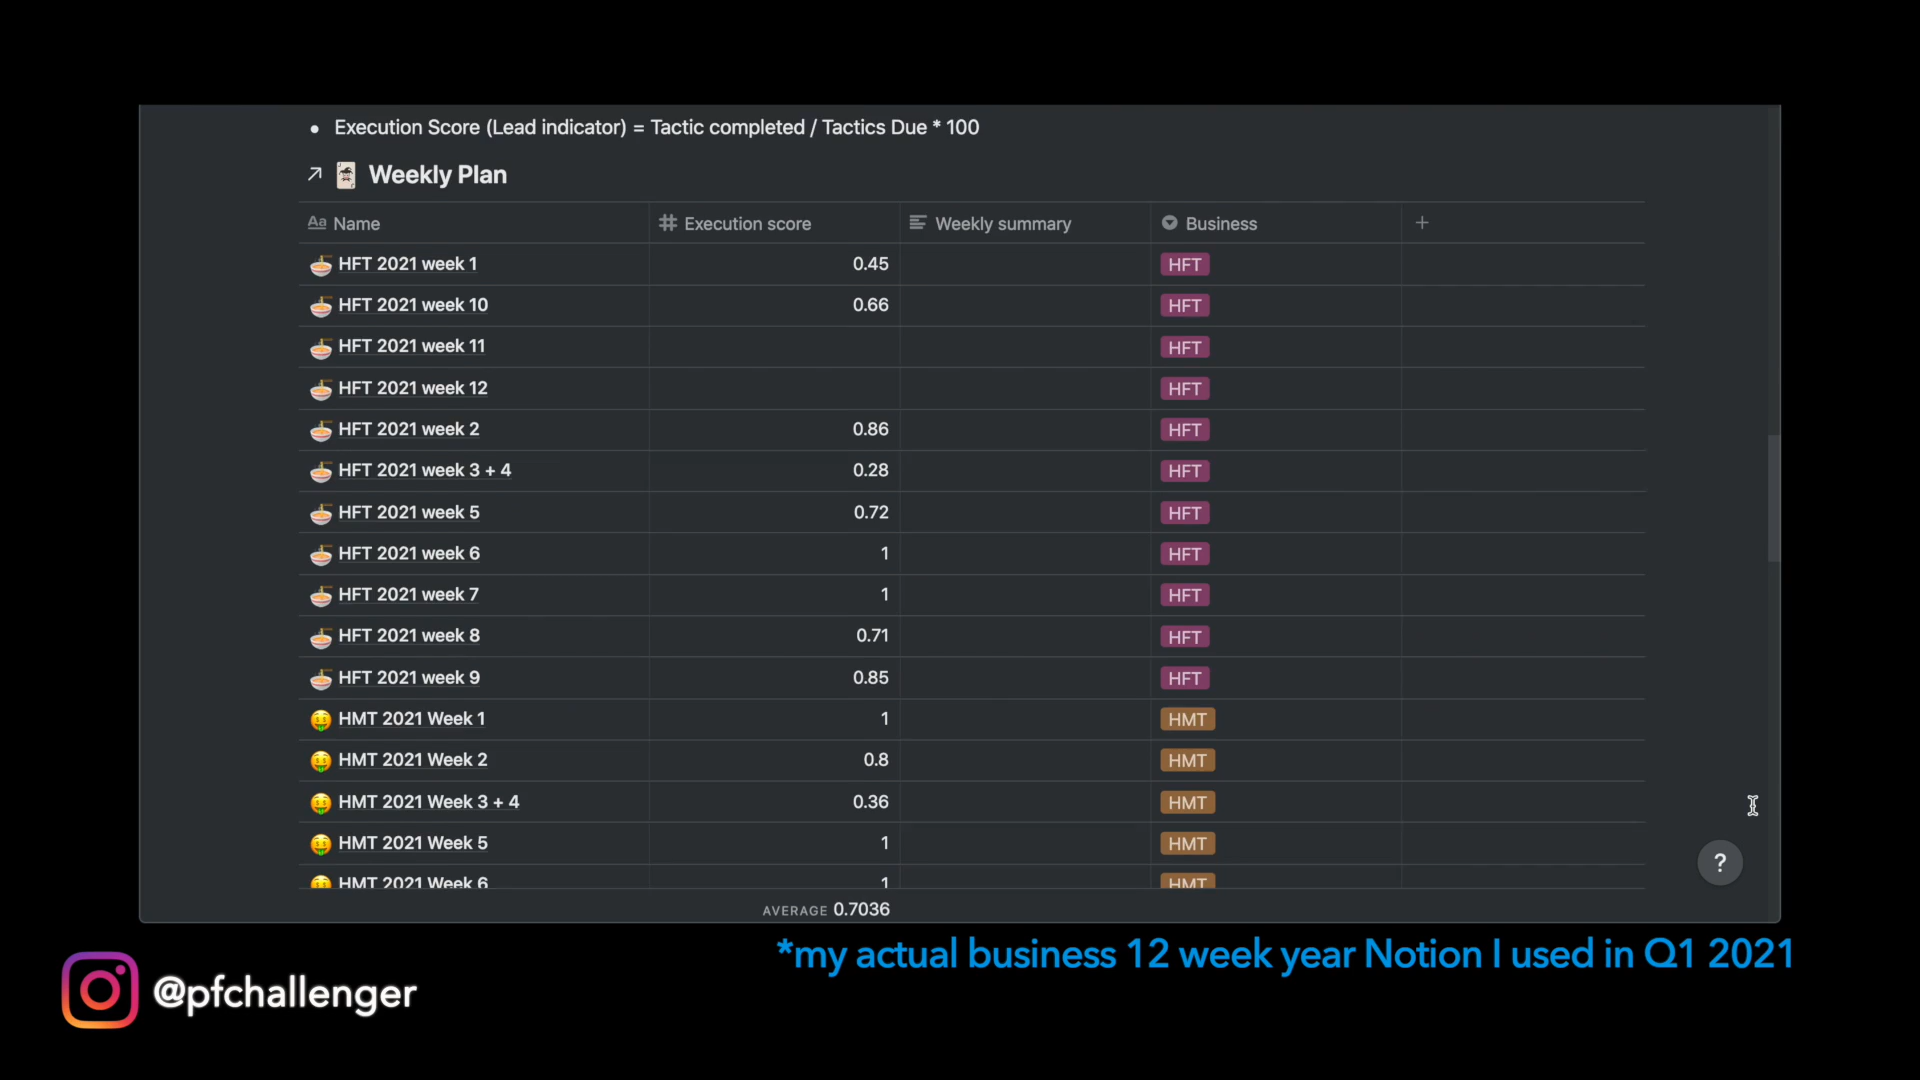 Execution Score (Lead indicator) = Tactic completed / Tactics Due * 100
Weekly Plan
Aa Name Execution score Weekly summary Business +
HFT 2021 week 1 0.45 HFT
HFT 2021 week 10 0.66 HFT
HFT 2021 week 11 HFT
HFT 2021 week 12 HFT
HFT 2021 week 2 0.86 HFT
HFT 2021 week 3 + 4 0.28 HFT
HFT 2021 week 5 0.72 HFT
HFT 2021 week 6 1 HFT
HFT 2021 week 7 1 HFT
HFT 2021 week 8 0.71 HFT
HFT 2021 week 9 0.85 HFT
HMT 2021 Week 1 1 HMT
HMT 2021 Week 2 0.8 HMT
HMT 2021 Week 3 + 4 0.36 HMT
HMT 2021 Week 5 1 HMT
HMT 2021 Week 6 1 HMT
?
AVERAGE 0.7036
*my actual business 12 week year Notion I used in Q1 2021
@pfchallenger